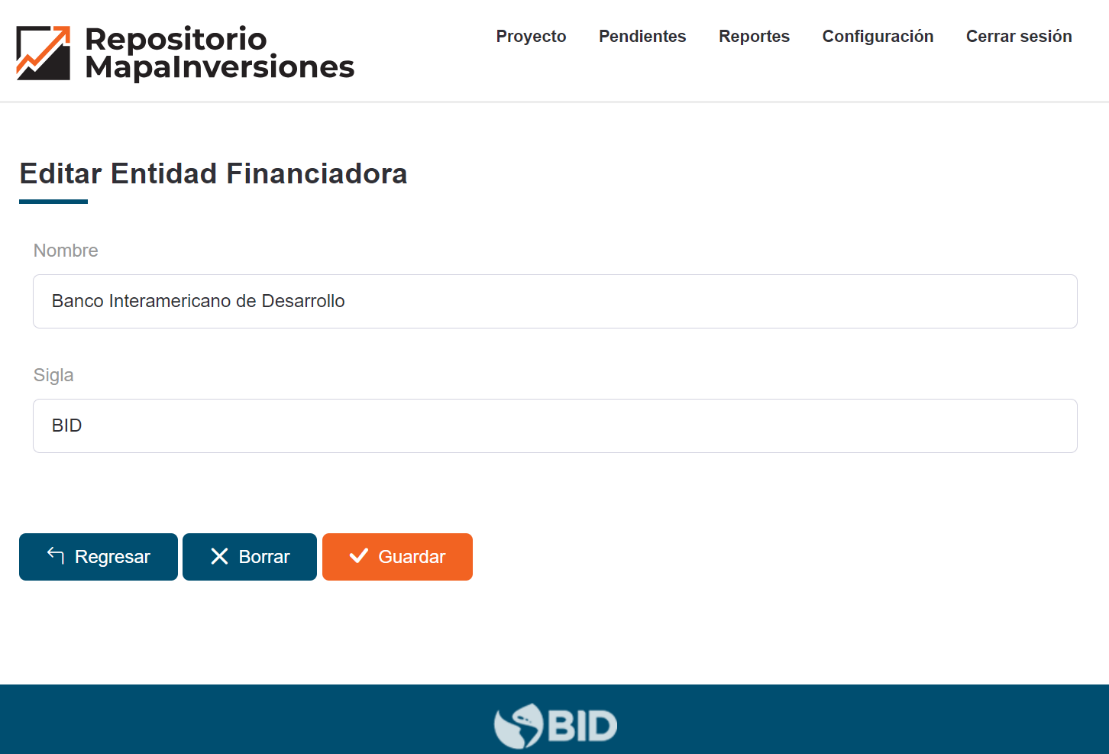 Repositorio
MapaInversiones
Proyecto Pendientes Reportes Configuración Cerrar sesión
Editar Entidad Financiadora
Nombre
Banco Interamericano de Desarrollo
Sigla
BID
Regresar Borrar Guardar
BID